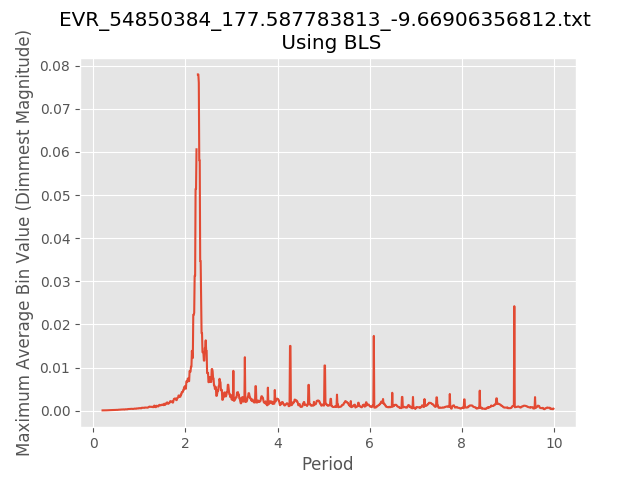 EVR_54850384_177.587783813_-9.66906356812.txt
Using BLS
Maximum Average Bin Value (Dimmest Magnitude)
0.08
0.07
0.06
0.05
0.04
0.03
0.02
0.01
0.00
0 2 4 6 8 10
Period